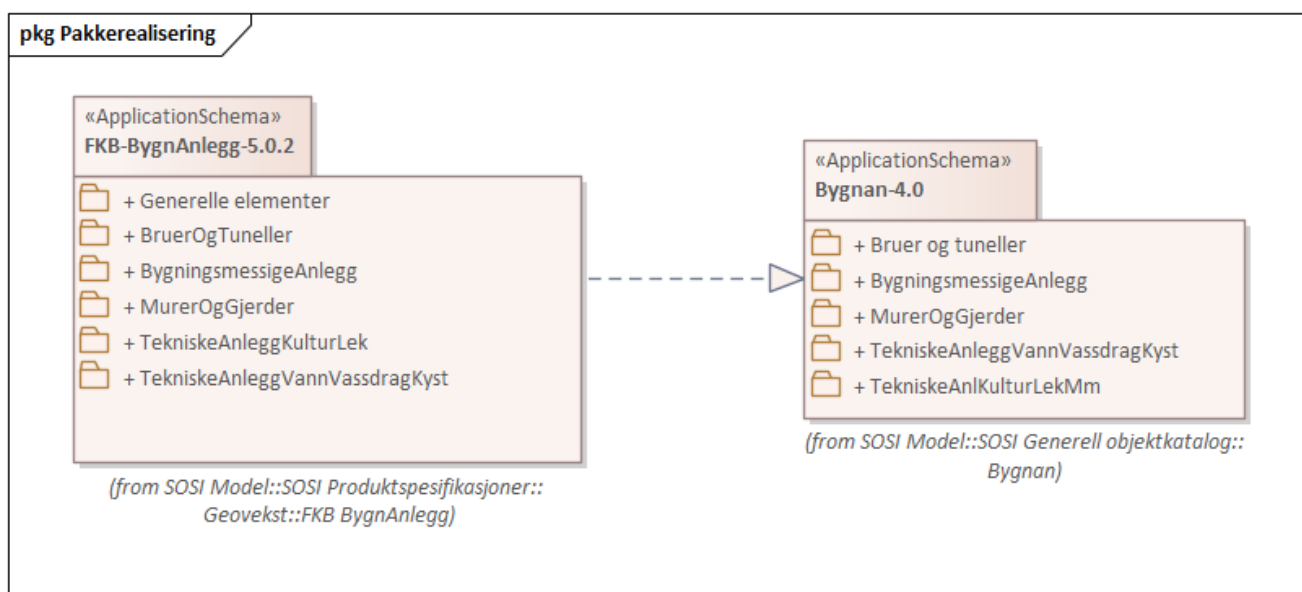 pkg Pakkerealisering
«ApplicationSchema»
FKB-BygnAnlegg-5.0.2
+ Generelle elementer
+ BruerOgTuneller
+ BygningsmessigeAnlegg
+ MurerOgGjerder
+ TekniskeAnleggKulturLek
+ TekniskeAnleggVannVassdragKyst
(from SOSI Model::SOSI Produktspesifikasjoner::
Geovekst::FKB BygnAnlegg)
«ApplicationSchema»
Bygnan-4.0
+ Bruer og tuneller
+ BygningsmessigeAnlegg
+ MurerOgGjerder
+ TekniskeAnleggVannVassdragKyst
+ TekniskeAnlKulturLekMm
(from SOSI Model::SOSI Generell objektkatalog::
Bygnan)